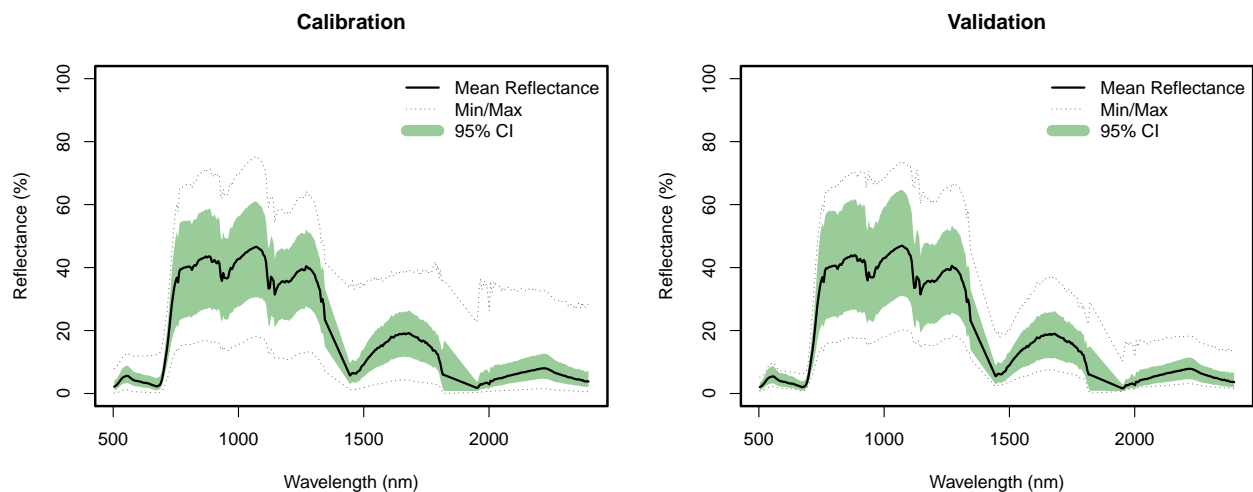 Calibration
Mean Reflectance
Min/Max
95% CI
0
20
40
60
80
100
Reflectance (%)
500
1000
1500
2000
Wavelength (nm)
Validation
Mean Reflectance
Min/Max
95% CI
0
20
40
60
80
100
Reflectance (%)
500
1000
1500
2000
Wavelength (nm)